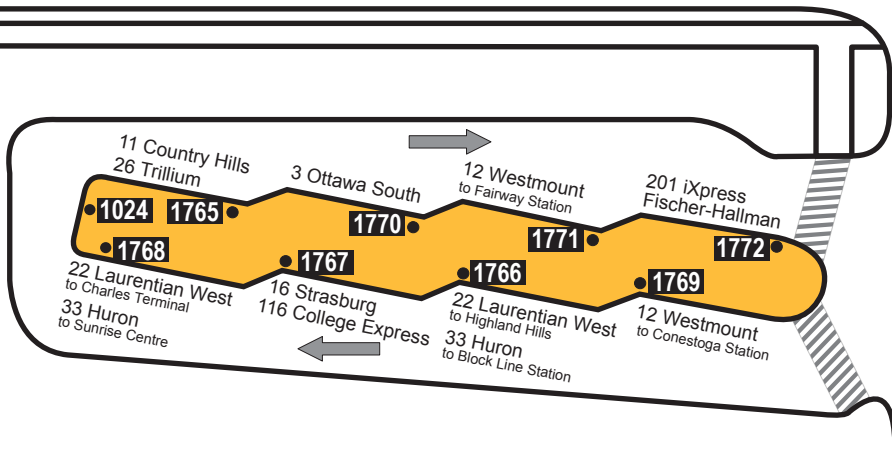 11 Country Hills
26 Trillium
3 Ottawa South
12 Westmount
to Fairway Station
201 iXpress
Fischer-Hallman
1024
1765
1770
1771
1772
1768
1767
1766
1769
22 Laurentian West
to Charles Terminal
33 Huron
to Sunrise Centre
16 Strasburg
116 College Express
22 Laurentian West
to Highland Hills
33 Huron
to Block Line Station
12 Westmount
to Conestoga Station